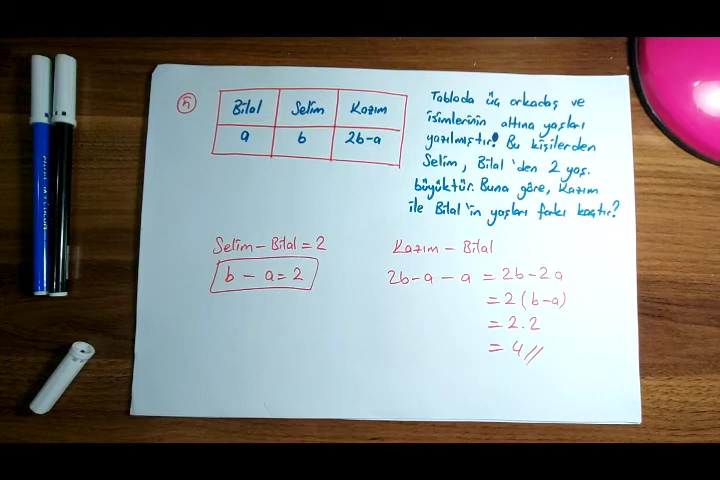 ö
Bilal Selim Kazım
a b 2b-a
Tabloda üç arkadaş ve
isimlerinin altına yaşları
yazılmıştır. Bu kişilerden
Selim, Bilal'den 2 yaş
büyüktür. Buna göre, Kazım
ile Bilal'in yaşları farkı kaçtır?
Selim - Bilal = 2
b - a = 2
Kazım - Bilal
2b-a - a = 2b-2a
= 2(b-a)
= 2.2
= 4//